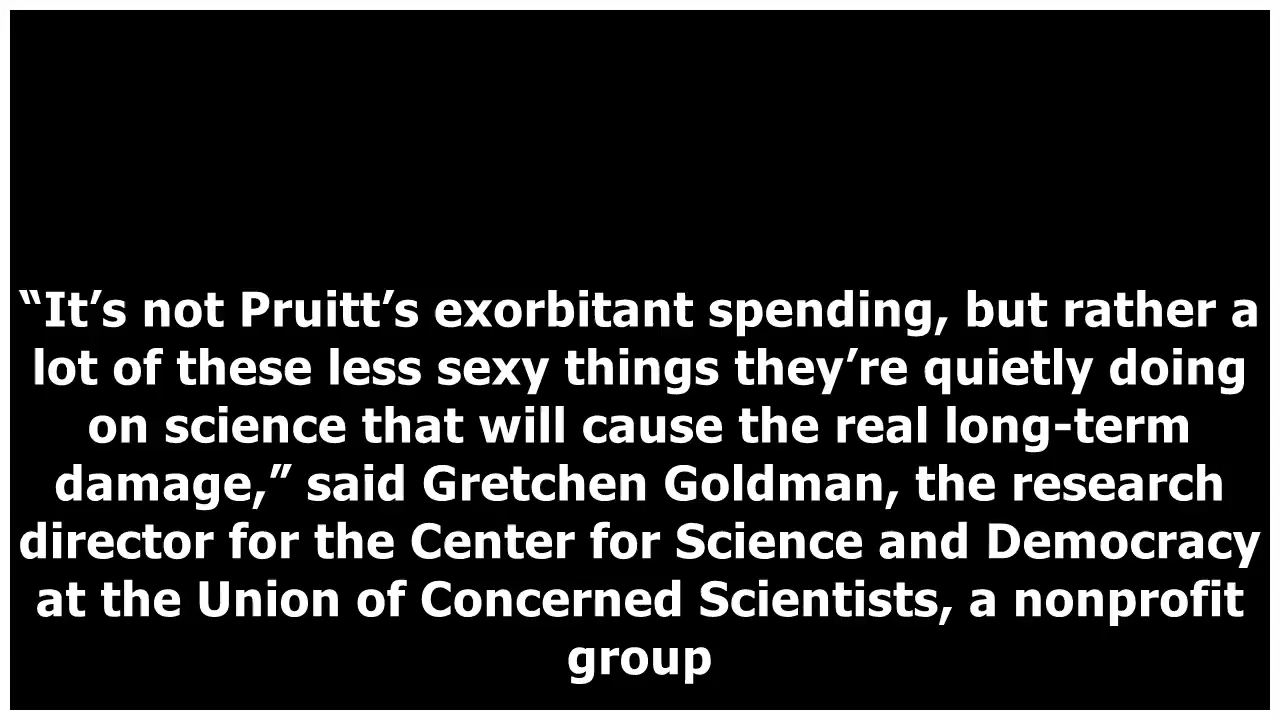 “It’s not Pruitt’s exorbitant spending, but rather a
lot of these less sexy things they’re quietly doing
on science that will cause the real long-term
damage,” said Gretchen Goldman, the research
director for the Center for Science and Democracy
at the Union of Concerned Scientists, a nonprofit
group